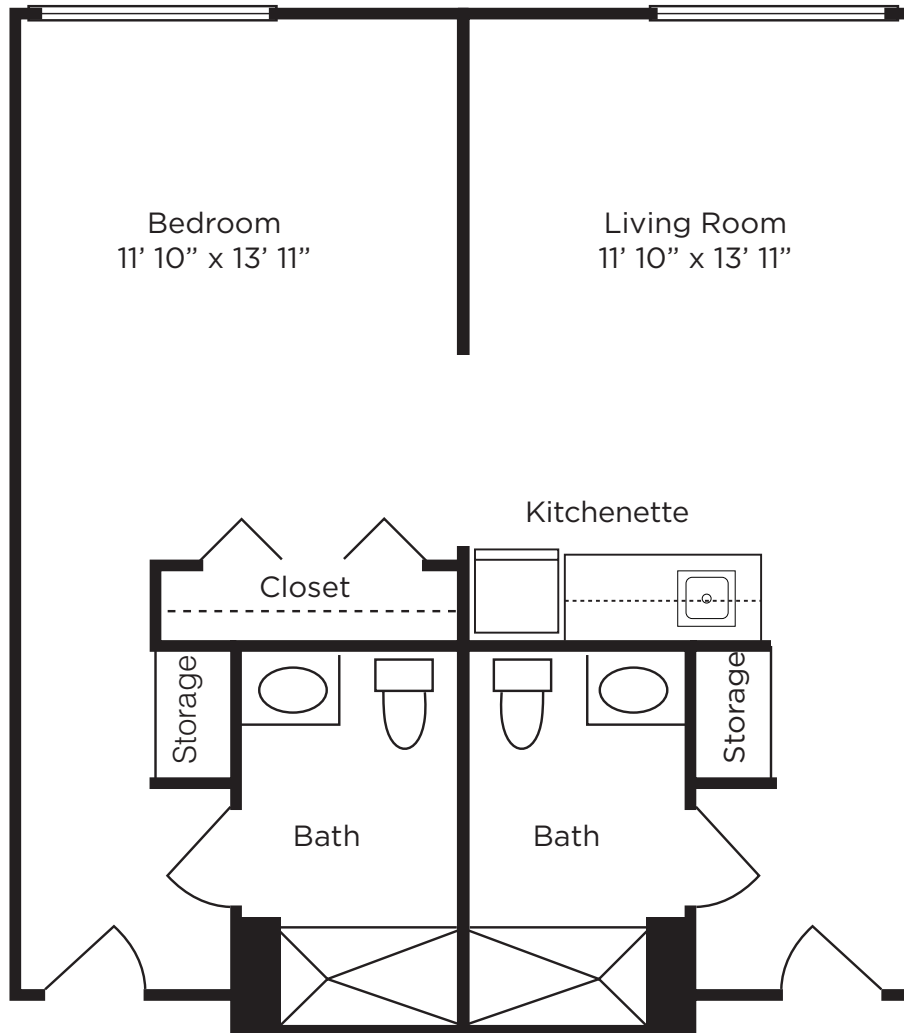 Bedroom
11’ 10” x 13’ 11”
Living Room
11’ 10” x 13’ 11”
Kitchenette
Closet
Storage
Storage
Bath
Bath